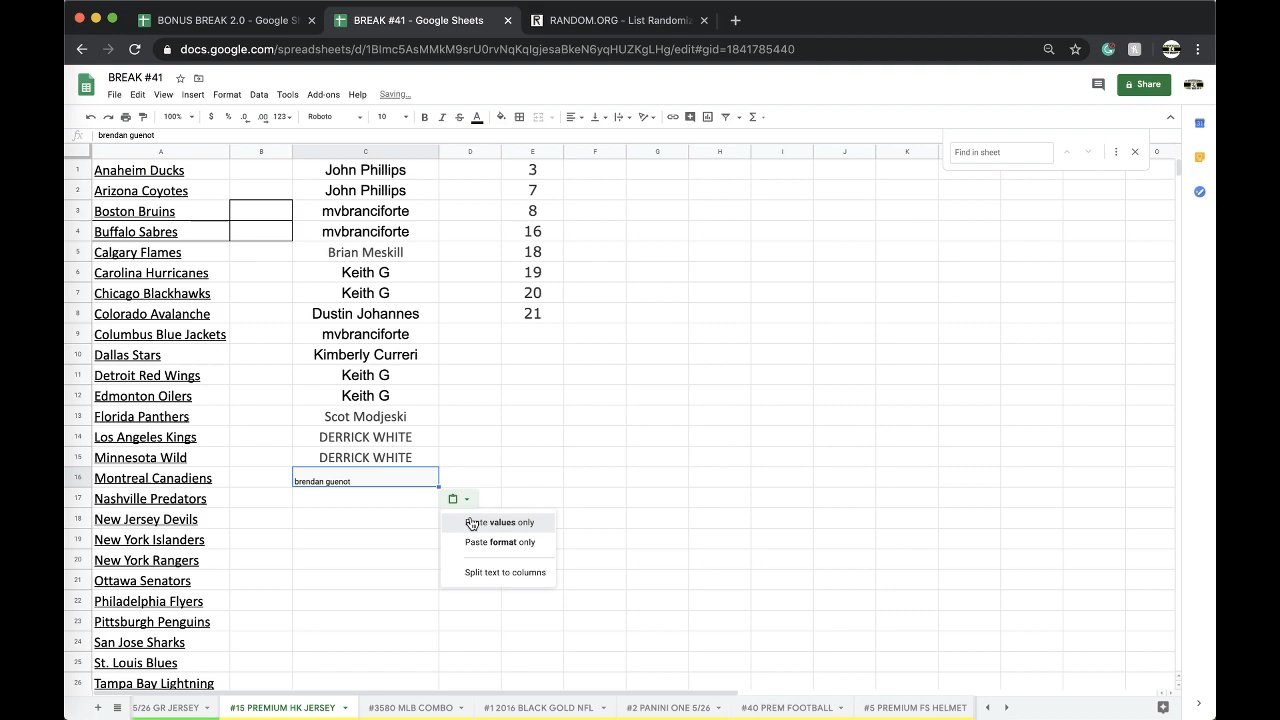 BONUS BREAK 2.0 - Google S
BREAK #41 - Google Sheets
RANDOM.ORG - List Randomi
docs.google.com/spreadsheets/d/1BImc5AsMMkM9srU0rvNqKqIgjesaBkeN6yqHUZKgLHg/edit#gid=1841785440
BREAK #41
File Edit View Insert Format Data Tools Add-ons Help Saving...
Share
100% $ % .0 .00 123 Roboto 10
fx brendan guenot
Find in sheet
A B C D E F G H I J K O
1 Anaheim Ducks John Phillips 3
2 Arizona Coyotes John Phillips 7
3 Boston Bruins mvbranciforte 8
4 Buffalo Sabres mvbranciforte 16
5 Calgary Flames Brian Meskill 18
6 Carolina Hurricanes Keith G 19
7 Chicago Blackhawks Keith G 20
8 Colorado Avalanche Dustin Johannes 21
9 Columbus Blue Jackets mvbranciforte
10 Dallas Stars Kimberly Curreri
11 Detroit Red Wings Keith G
12 Edmonton Oilers Keith G
13 Florida Panthers Scot Modjeski
14 Los Angeles Kings DERRICK WHITE
15 Minnesota Wild DERRICK WHITE
16 Montreal Canadiens brendan guenot
17 Nashville Predators
18 New Jersey Devils
Paste values only
19 New York Islanders
Paste format only
20 New York Rangers
Split text to columns
21 Ottawa Senators
22 Philadelphia Flyers
23 Pittsburgh Penguins
24 San Jose Sharks
25 St. Louis Blues
26 Tampa Bay Lightning
5/26 GR JERSEY #15 PREMIUM HK JERSEY #3580 MLB COMBO #1 2016 BLACK GOLD NFL #2 PANINI ONE 5/26 #40 PREM FOOTBALL #5 PREMIUM FS HELMET